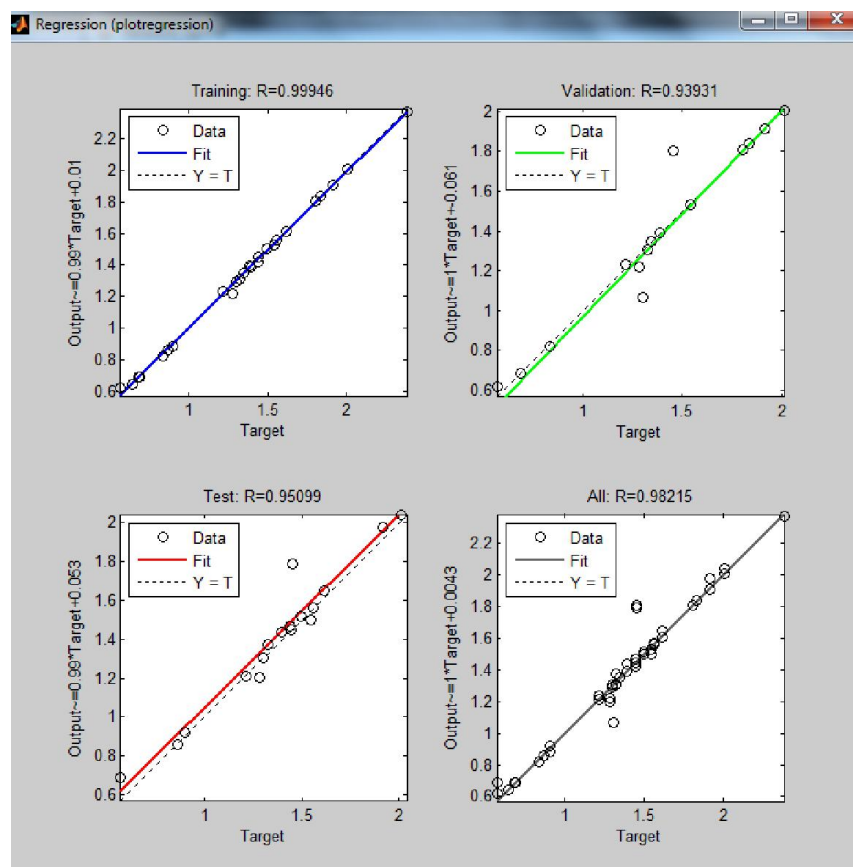 Regression (plotregression)
Training: R=0.99946
Output~=0.99*Target+0.01
Data
Fit
Y = T
2.2
2
1.8
1.6
1.4
1.2
1
0.8
0.6
1
1.5
2
Target
Validation: R=0.93931
Output~=1*Target+-0.061
Data
Fit
Y = T
2
1.8
1.6
1.4
1.2
1
0.8
0.6
1
1.5
2
Target
Test: R=0.95099
Output~=0.99*Target+0.053
Data
Fit
Y = T
2
1.8
1.6
1.4
1.2
1
0.8
0.6
1
1.5
2
Target
All: R=0.98215
Output~=1*Target+0.0043
Data
Fit
Y = T
2.2
2
1.8
1.6
1.4
1.2
1
0.8
0.6
1
1.5
2
Target